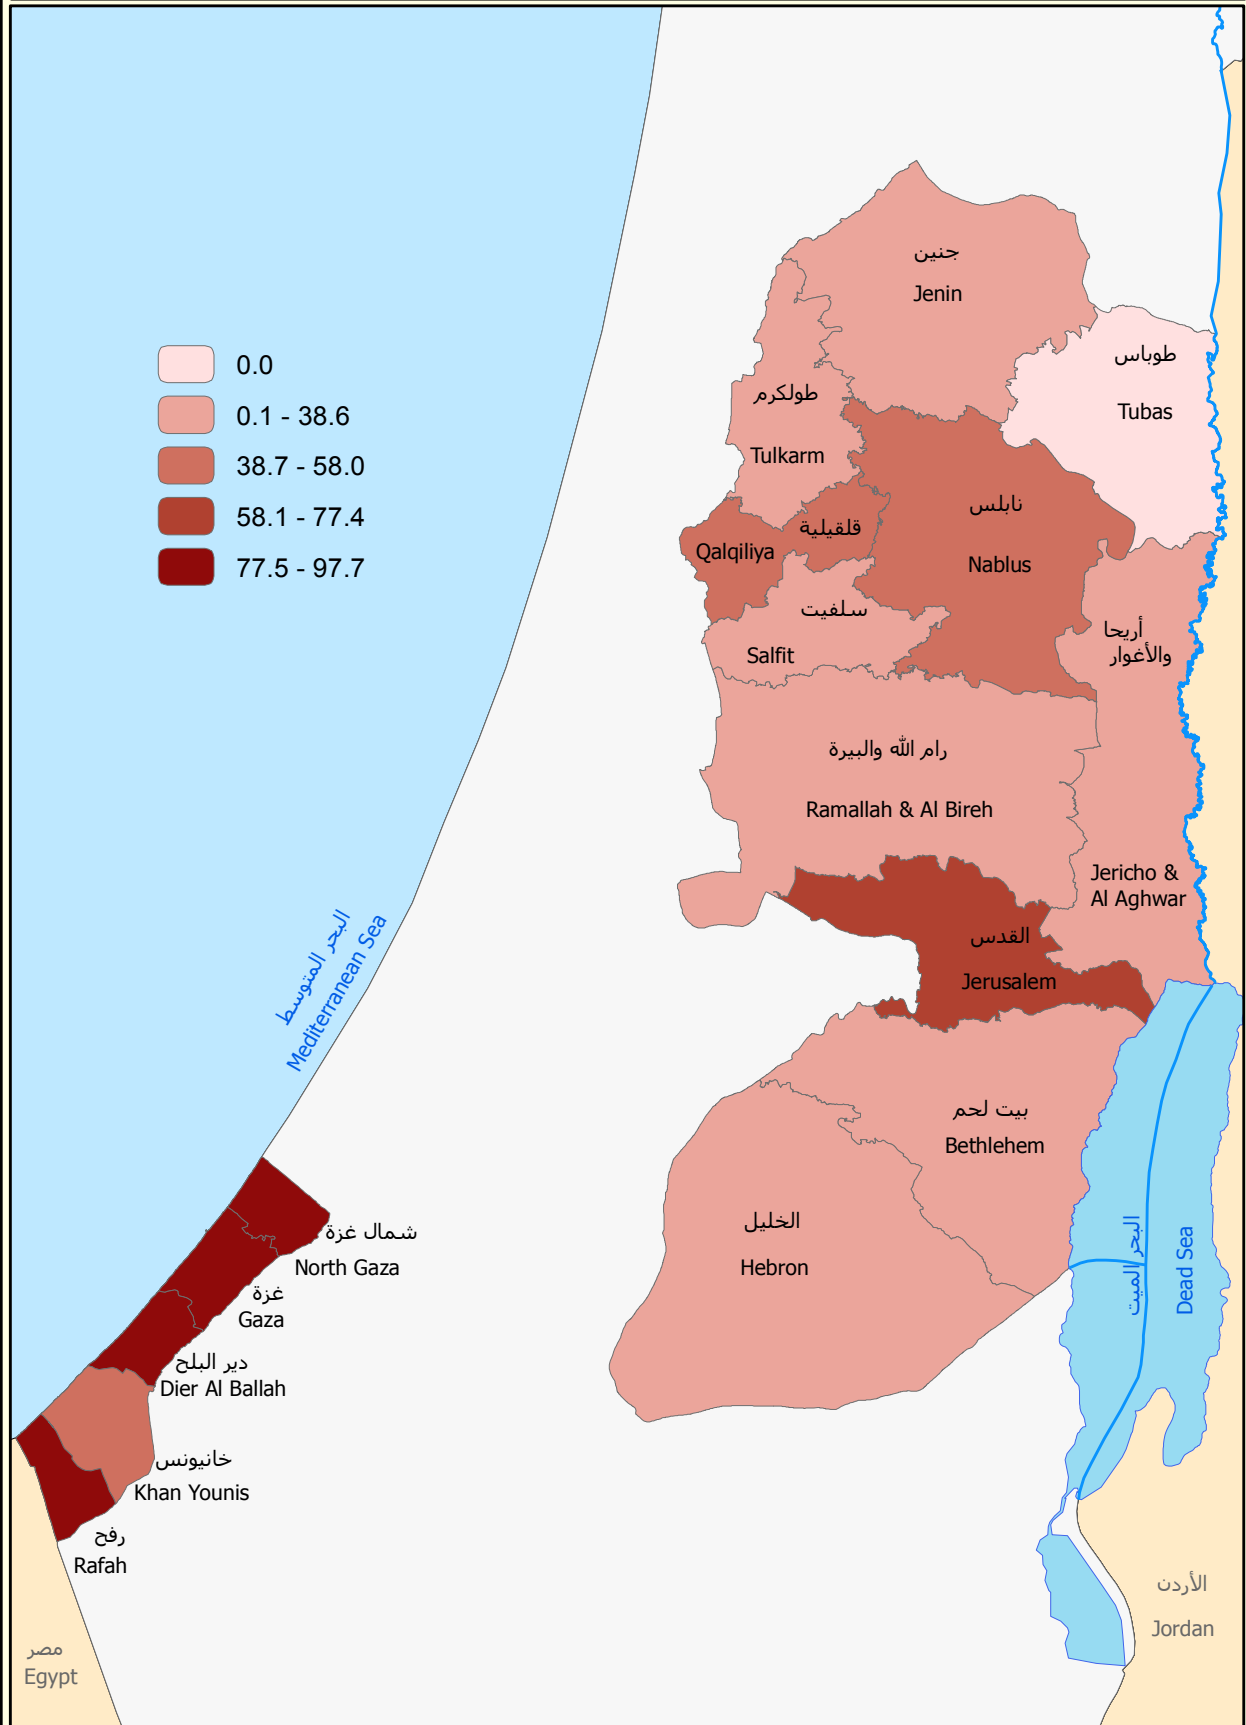 جنين
Jenin
طوباس
Tubas
0.0
0.1 - 38.6
38.7 - 58.0
58.1 - 77.4
77.5 - 97.7
طولكرم
Tulkarm
نابلس
Nablus
قلقيلية
Qalqiliya
سلفيت
Salfit
أريحا
والأغوار
رام الله والبيرة
Ramallah & Al Bireh
Jericho &
Al Aghwar
القدس
Jerusalem
البحر المتوسط
Mediterranean Sea
بيت لحم
Bethlehem
الخليل
Hebron
البحر الميت
Dead Sea
شمال غزة
North Gaza
غزة
Gaza
دير البلح
Dier Al Ballah
خانيونس
Khan Younis
رفح
Rafah
الأردن
Jordan
مصر
Egypt